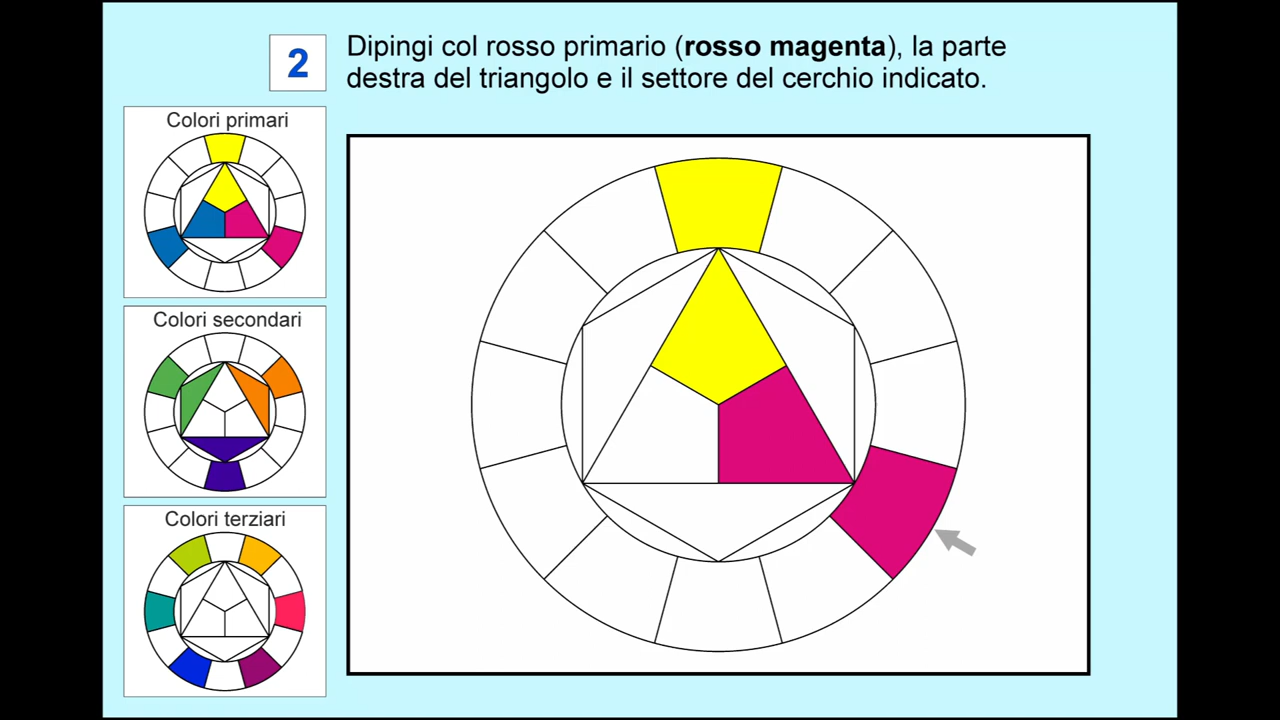 2
Dipingi col rosso primario (rosso magenta), la parte
destra del triangolo e il settore del cerchio indicato.
Colori primari
Colori secondari
Colori terziari